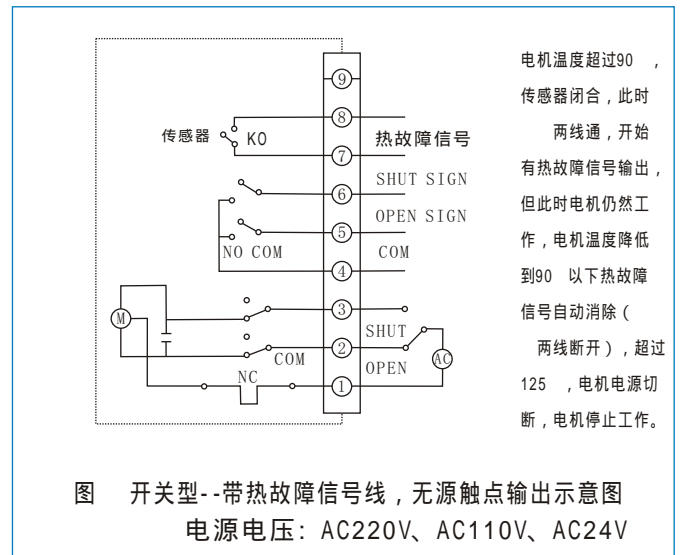 电机温度超过90 ，
传感器闭合，此时
两线通，开始
有热故障信号输出，
但此时电机仍然工
作，电机温度降低
到90 以下热故障
信号自动消除（
两线断开），超过
125 ，电机电源切
断，电机停止工作。
9
8
传感器 KO
热故障信号
7
SHUT SIGN
6
OPEN SIGN
5
NO COM
COM
4
3
M
SHUT
2
COM
AC
OPEN
NC
1
图 开关型--带热故障信号线，无源触点输出示意图
电源电压: AC220V、AC110V、AC24V